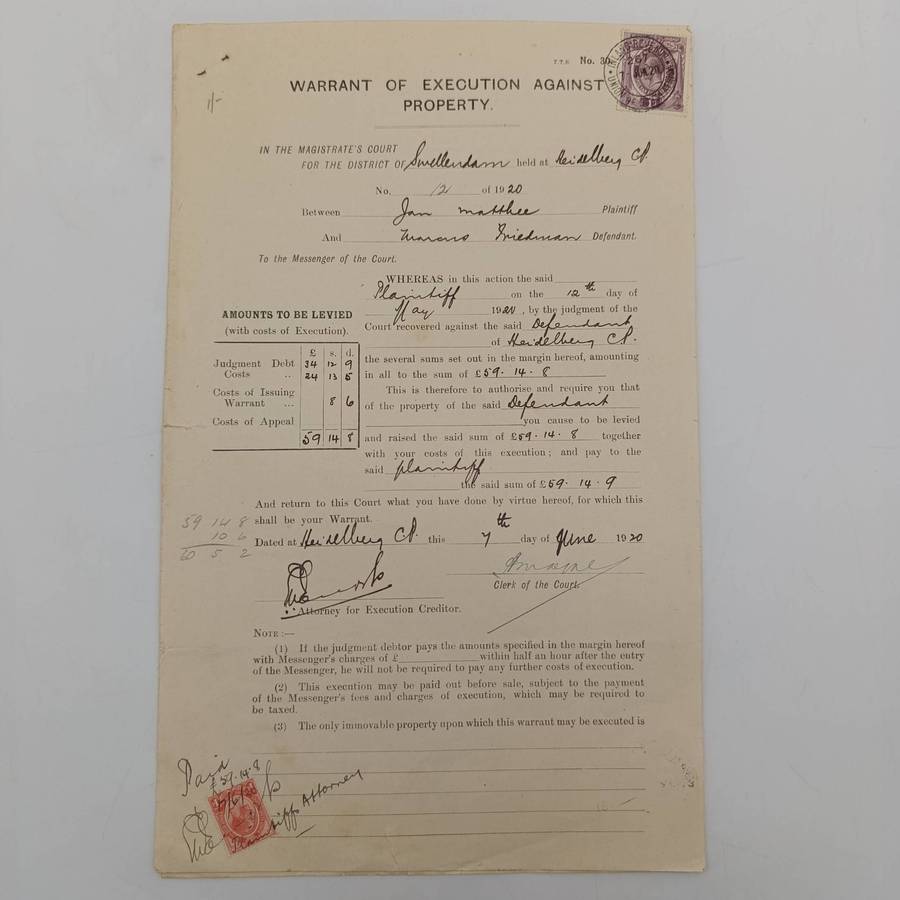 T.T.R No. 30.
WARRANT OF EXECUTION AGAINST
PROPERTY.
1/-
IN THE MAGISTRATE'S COURT
FOR THE DISTRICT OF Swellendam held at Heidelberg CP.
No. 12 of 1920
Between Jan Matthee Plaintiff
And Marcus Friedman Defendant.
To the Messenger of the Court.
WHEREAS in this action the said
Plaintiff on the 12th day of
May 1920, by the judgment of the
Court recovered against the said Defendant
of Heidelberg CP.
the several sums set out in the margin hereof, amounting
in all to the sum of £59.14.8
This is therefore to authorise and require you that
of the property of the said Defendant
you cause to be levied
and raised the said sum of £59.14.8 together
with your costs of this execution; and pay to the
said plaintiff
the said sum of £59.14.9
AMOUNTS TO BE LEVIED
(with costs of Execution).
£ s. d.
Judgment Debt 34 12 9
Costs .. 24 13 5
Costs of Issuing
Warrant ... 8 6
Costs of Appeal
59 14 8
And return to this Court what you have done by virtue hereof, for which this
shall be your Warrant.
59 14 8
10 6
60 5 2
Dated at Heidelberg CP. this 7th day of June 1920
Clerk of the Court.
Attorney for Execution Creditor.
NOTE:—
(1) If the judgment debtor pays the amounts specified in the margin hereof
with Messenger's charges of £ within half an hour after the entry
of the Messenger, he will not be required to pay any further costs of execution.
(2) This execution may be paid out before sale, subject to the payment
of the Messenger's fees and charges of execution, which may be required to
be taxed.
(3) The only immovable property upon which this warrant may be executed is
Paid
£59.14.8
Plaintiffs Attorney